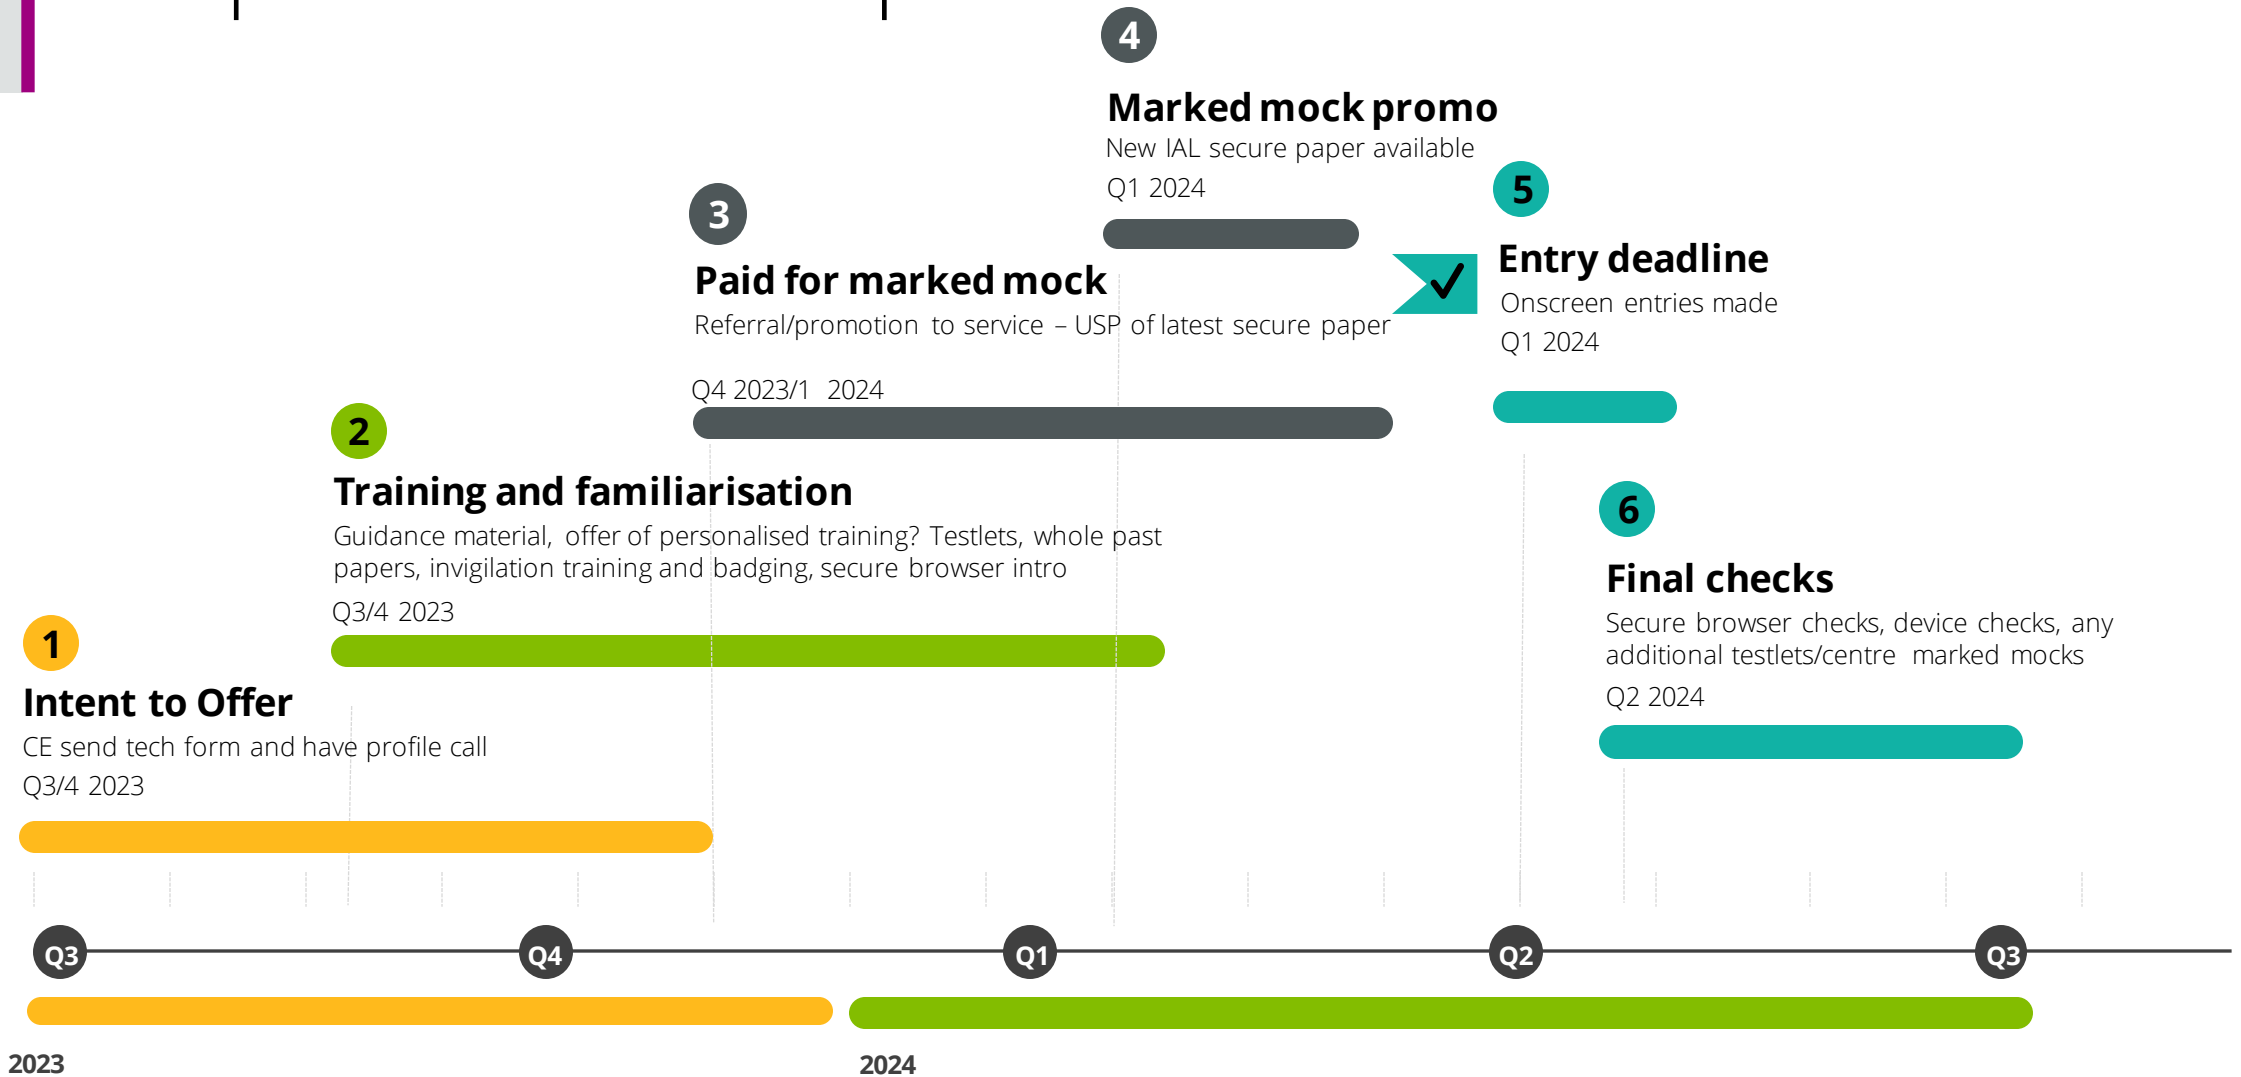 4
Marked mock promo
New IAL secure paper available
Q1 2024
5
Entry deadline
Onscreen entries made
Q1 2024
3
Paid for marked mock
Referral/promotion to service – USP of latest secure paper
Q4 2023/1 2024
2
Training and familiarisation
Guidance material, offer of personalised training? Testlets, whole past
papers, invigilation training and badging, secure browser intro
Q3/4 2023
6
Final checks
Secure browser checks, device checks, any
additional testlets/centre marked mocks
Q2 2024
1
Intent to Offer
CE send tech form and have profile call
Q3/4 2023
Q3 Q4 Q1 Q2 Q3
2023 2024